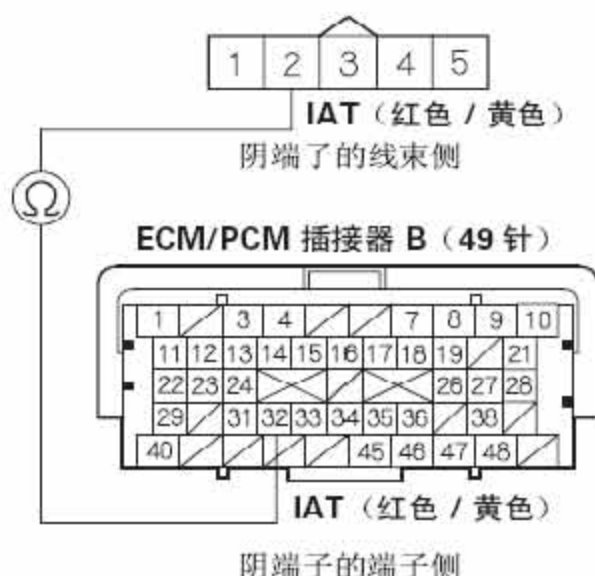 1 2 3 4 5
IAT（红色 / 黄色）
阴端了的线束侧
Ω
ECM/PCM 插接器 B（49 针）
1 3 4 7 8 9 10
11 12 13 14 15 16 17 18 19 21
22 23 24 26 27 28
29 31 32 33 34 35 36 38
40 45 46 47 48
IAT（红色 / 黄色）
阴端子的端子侧